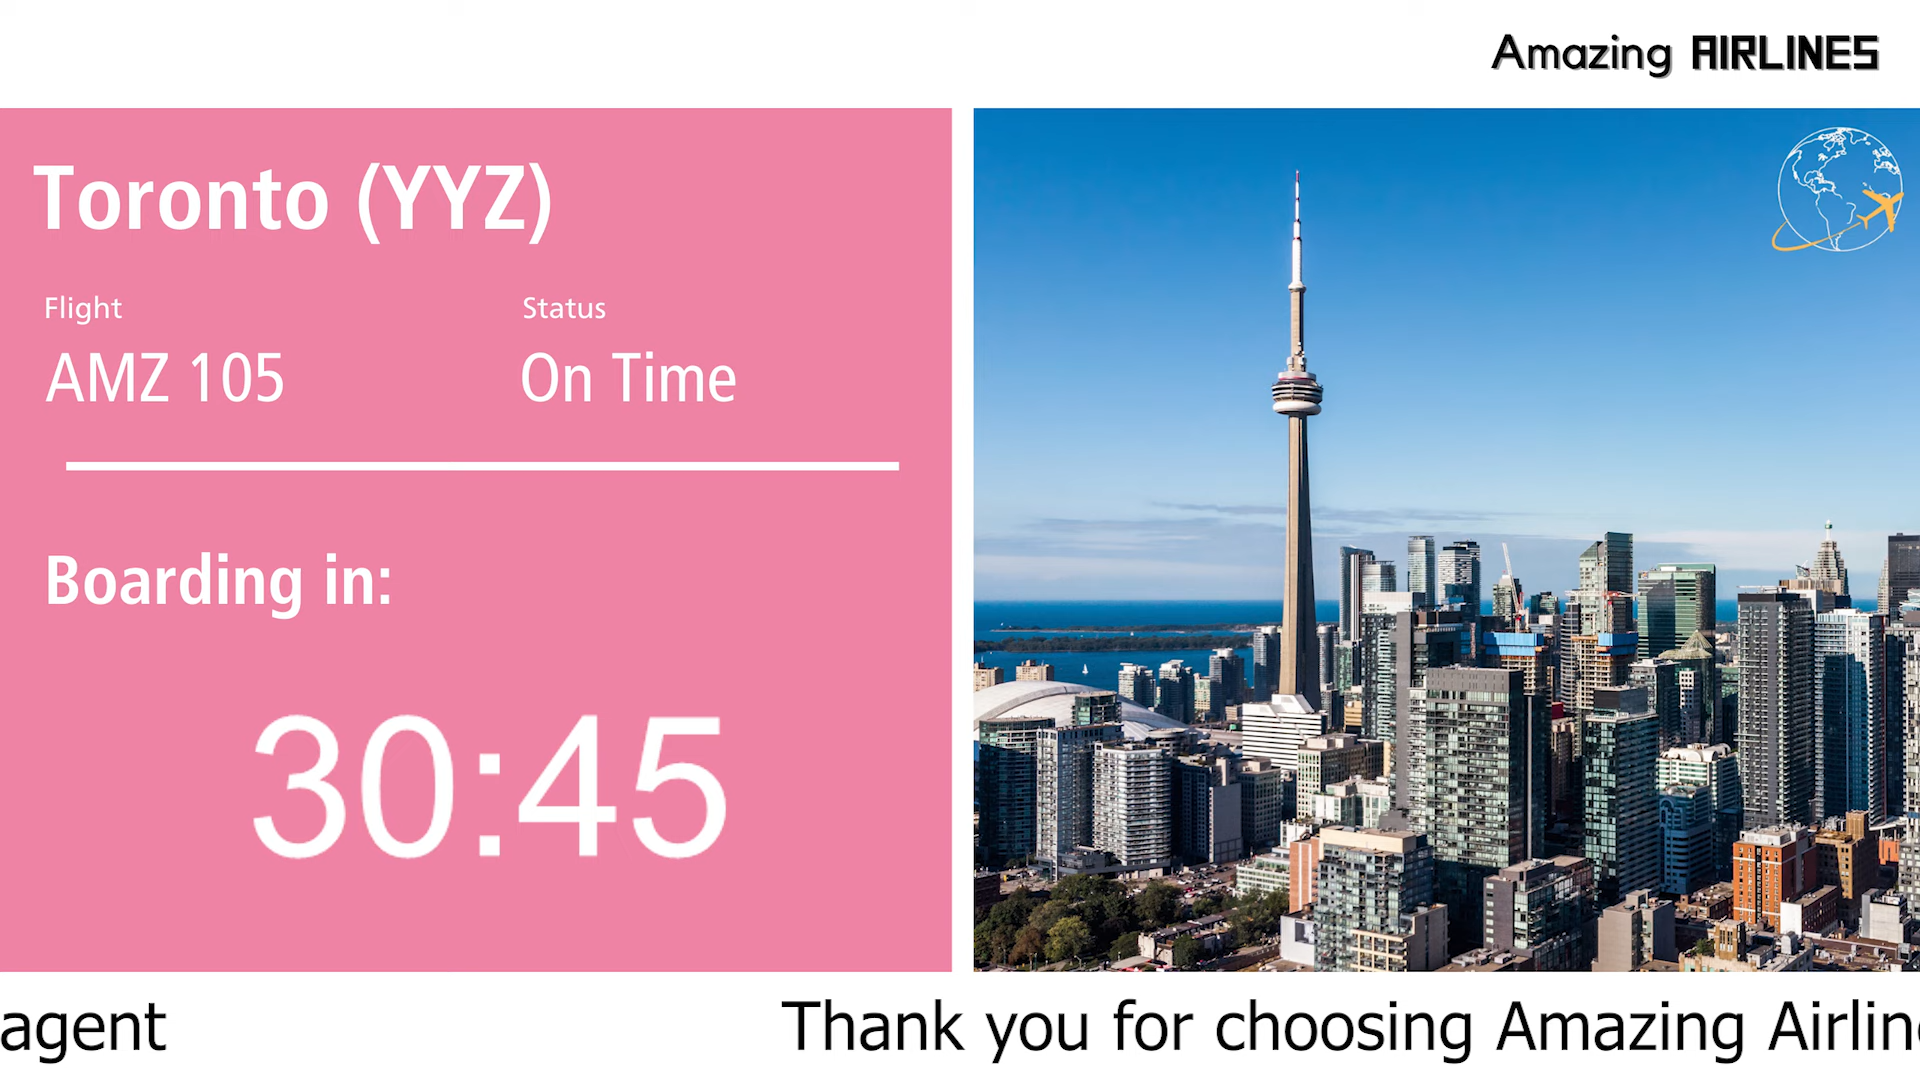 Amazing AIRLINES
Toronto (YYZ)
Flight
Status
AMZ 105
On Time
Boarding in:
30:45
agent
Thank you for choosing Amazing